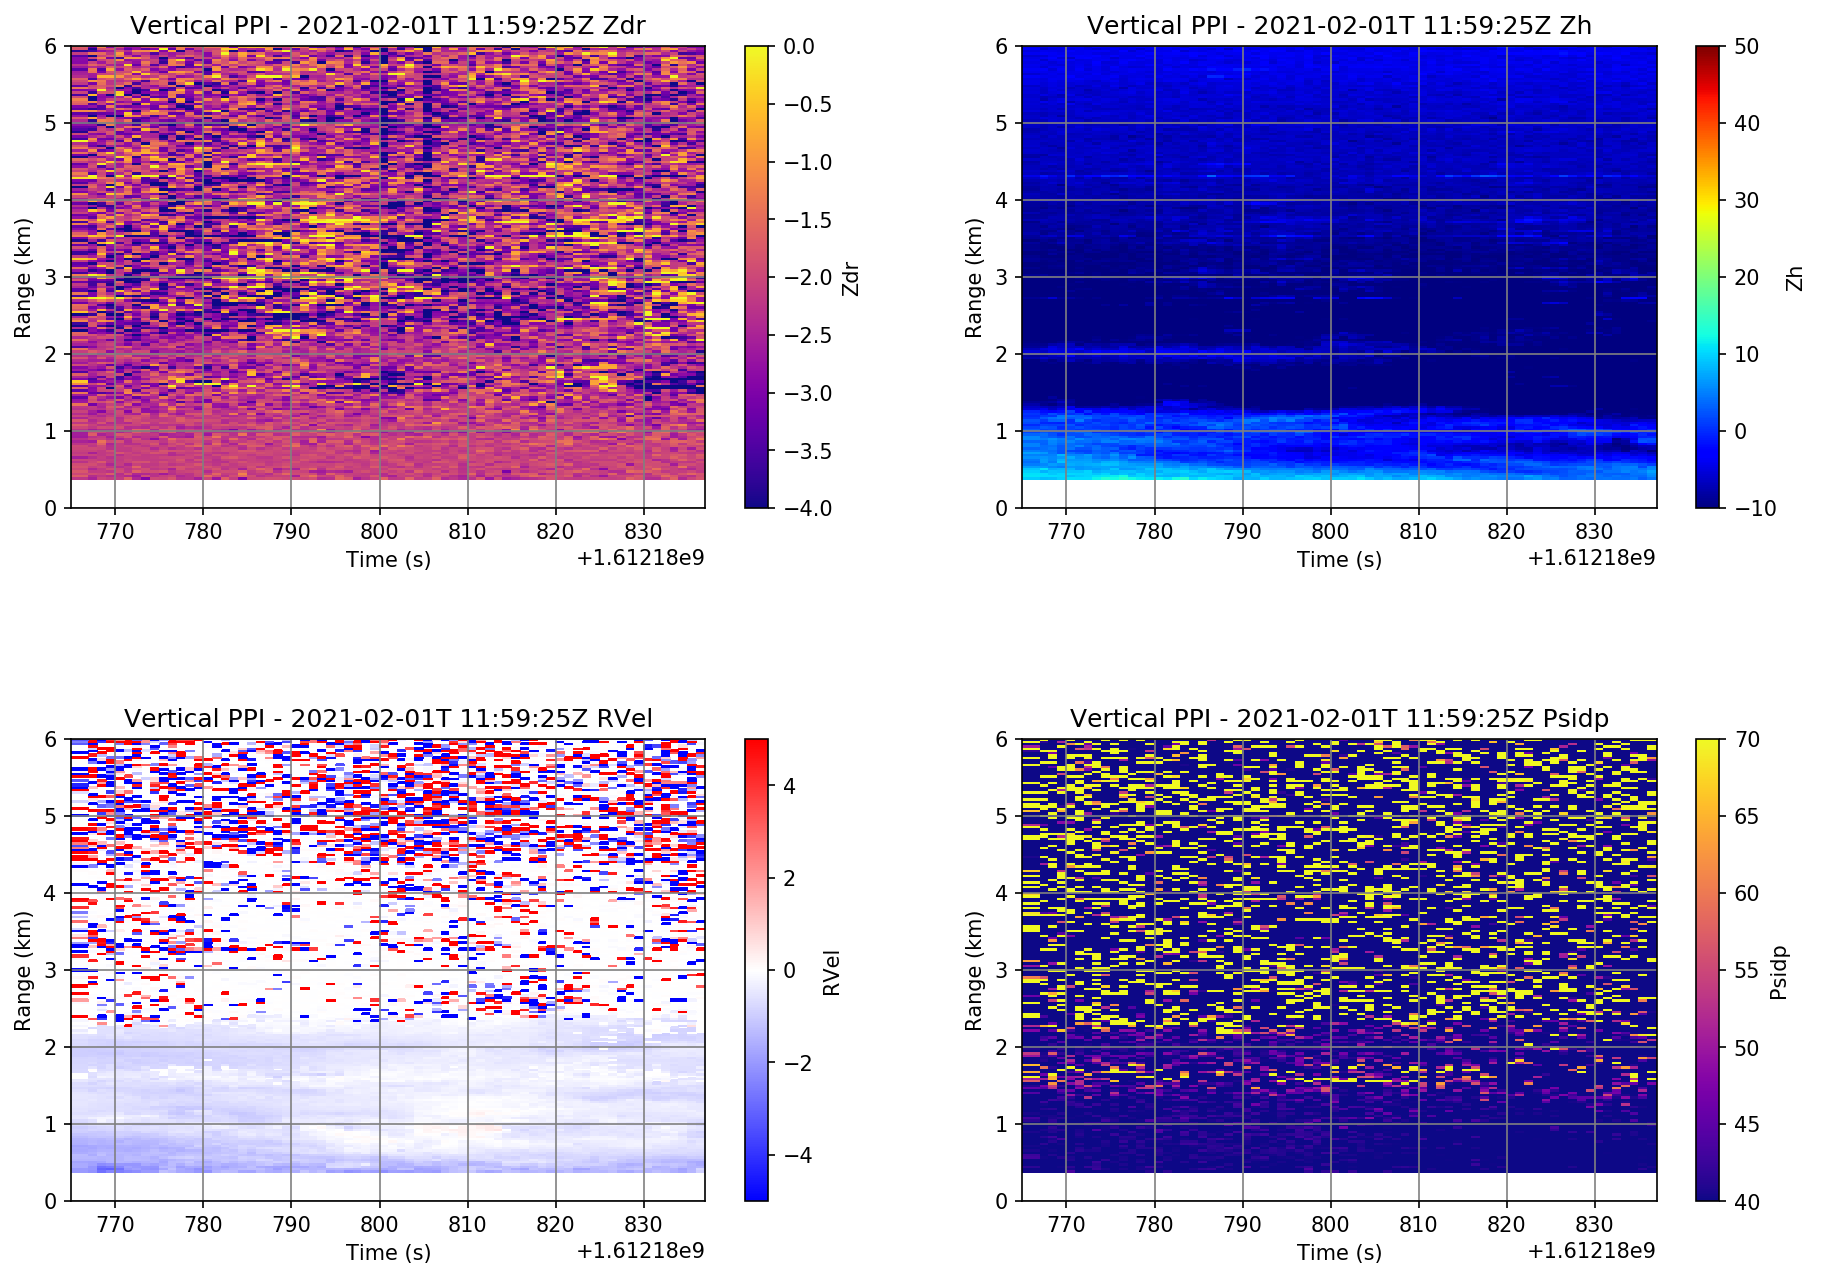 Vertical PPI - 2021-02-01T 11:59:25Z Zdr
6
5
4
3
2
1
0
Range (km)
770 780 790 800 810 820 830
Time (s)
+1.61218e9
0.0
−0.5
−1.0
−1.5
−2.0
−2.5
−3.0
−3.5
−4.0
Zdr
Vertical PPI - 2021-02-01T 11:59:25Z Zh
6
5
4
3
2
1
0
Range (km)
770 780 790 800 810 820 830
Time (s)
+1.61218e9
50
40
30
20
10
0
−10
Zh
Vertical PPI - 2021-02-01T 11:59:25Z RVel
6
5
4
3
2
1
0
Range (km)
770 780 790 800 810 820 830
Time (s)
+1.61218e9
4
2
0
−2
−4
RVel
Vertical PPI - 2021-02-01T 11:59:25Z Psidp
6
5
4
3
2
1
0
Range (km)
770 780 790 800 810 820 830
Time (s)
+1.61218e9
70
65
60
55
50
45
40
Psidp